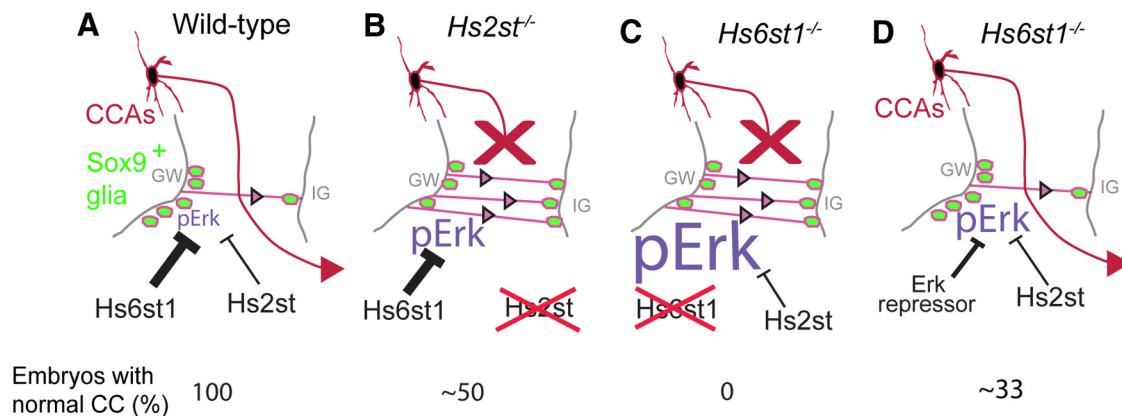 A Wild-type
B Hs2st-/-
C Hs6st1-/-
D Hs6st1-/-
CCAs
Sox9+
glia
GW
IG
pErk
Hs6st1
Hs2st
GW
IG
pErk
Hs6st1
Hs2st
GW
IG
pErk
Hs6st1
Hs2st
CCAs
GW
IG
pErk
Erk
repressor
Hs2st
Embryos with
normal CC (%)
100
~50
0
~33